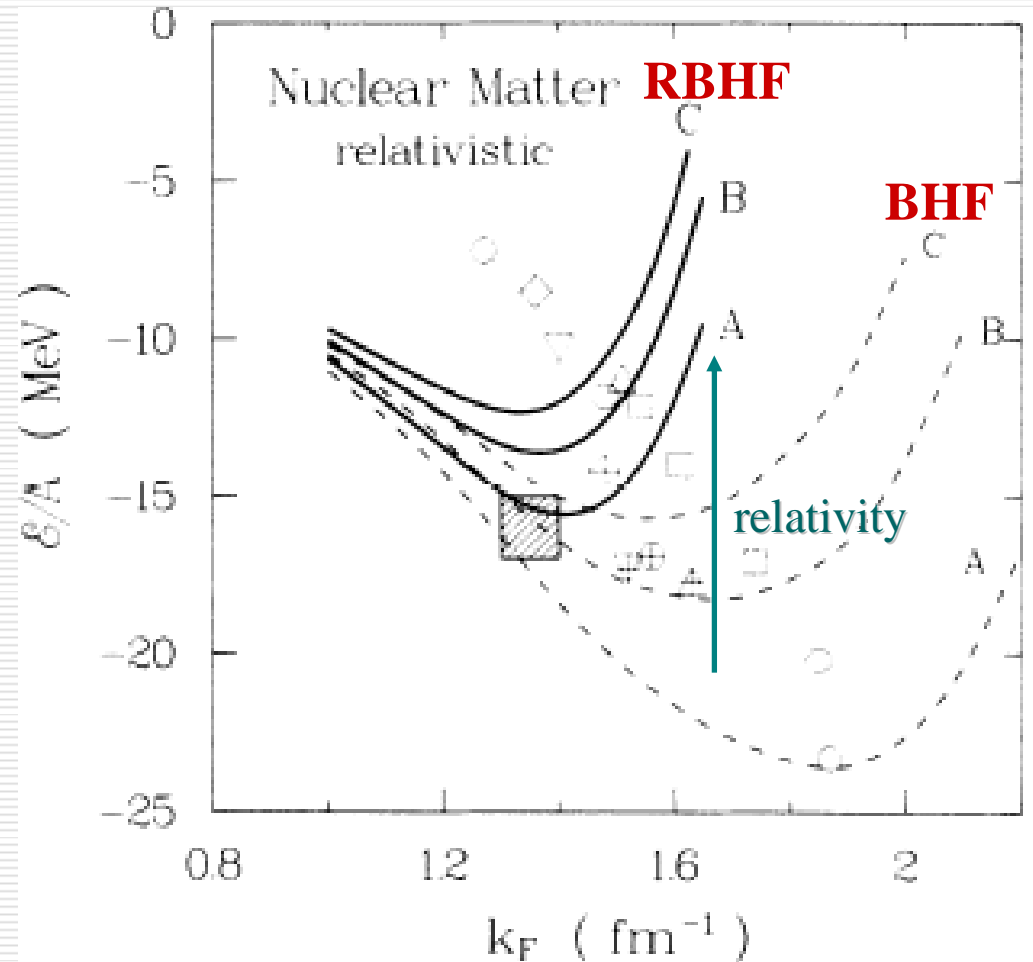 0
Nuclear Matter RBHF
relativistic
C
-5
B
BHF
C
-10
A
B
ℰ/A ( MeV )
-15
relativity
A
-20
-25
0.8 1.2 1.6 2
k_F ( fm⁻¹ )